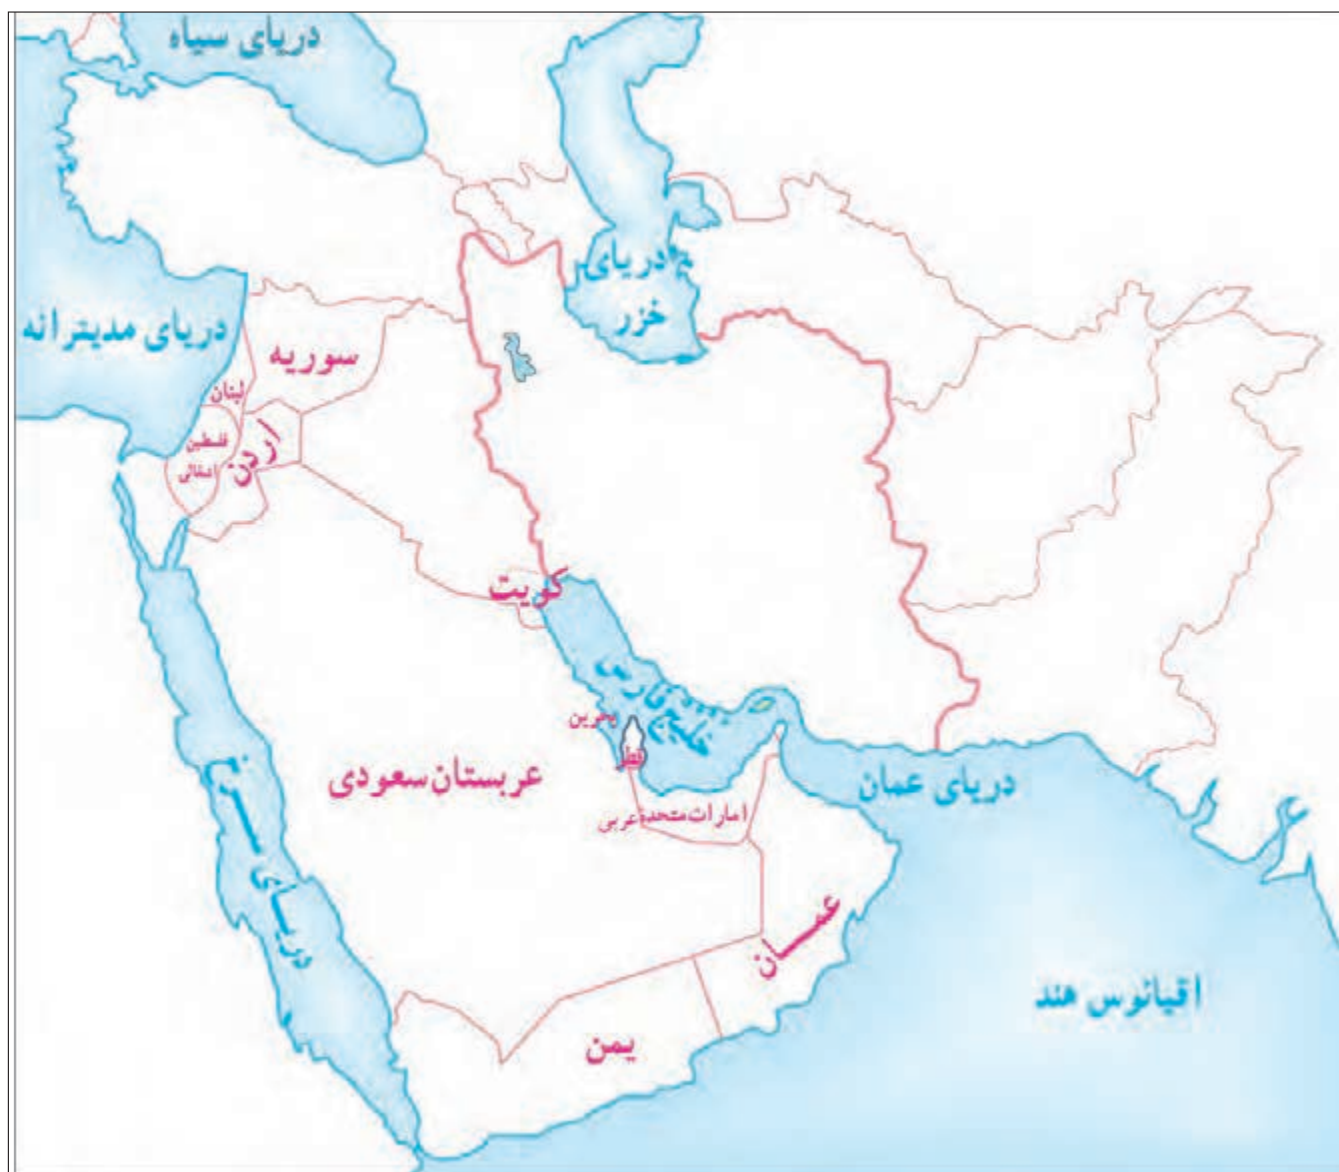 دریای سیاه
دریای
خزر
دریای مدیترانه
سوریه
لبنان
فلسطین
اشغالی
اردن
کویت
خلیج فارس
بحرین
قطر
عربستان سعودی
امارات متحدهٔ عربی
دریای سرخ
دریای عمان
عمان
یمن
اقیانوس هند